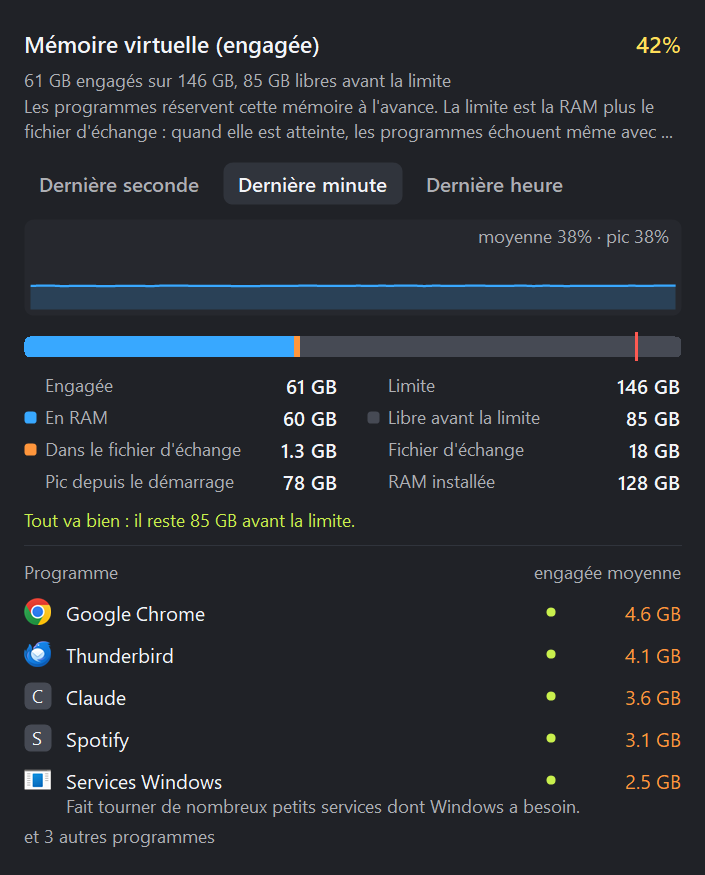 Mémoire virtuelle (engagée) 42%
61 GB engagés sur 146 GB, 85 GB libres avant la limite
Les programmes réservent cette mémoire à l'avance. La limite est la RAM plus le
fichier d'échange : quand elle est atteinte, les programmes échouent même avec ...
Dernière seconde Dernière minute Dernière heure
moyenne 38% · pic 38%
Engagée 61 GB Limite 146 GB
En RAM 60 GB Libre avant la limite 85 GB
Dans le fichier d'échange 1.3 GB Fichier d'échange 18 GB
Pic depuis le démarrage 78 GB RAM installée 128 GB
Tout va bien : il reste 85 GB avant la limite.
Programme engagée moyenne
Google Chrome 4.6 GB
Thunderbird 4.1 GB
C Claude 3.6 GB
S Spotify 3.1 GB
Services Windows 2.5 GB
Fait tourner de nombreux petits services dont Windows a besoin.
et 3 autres programmes